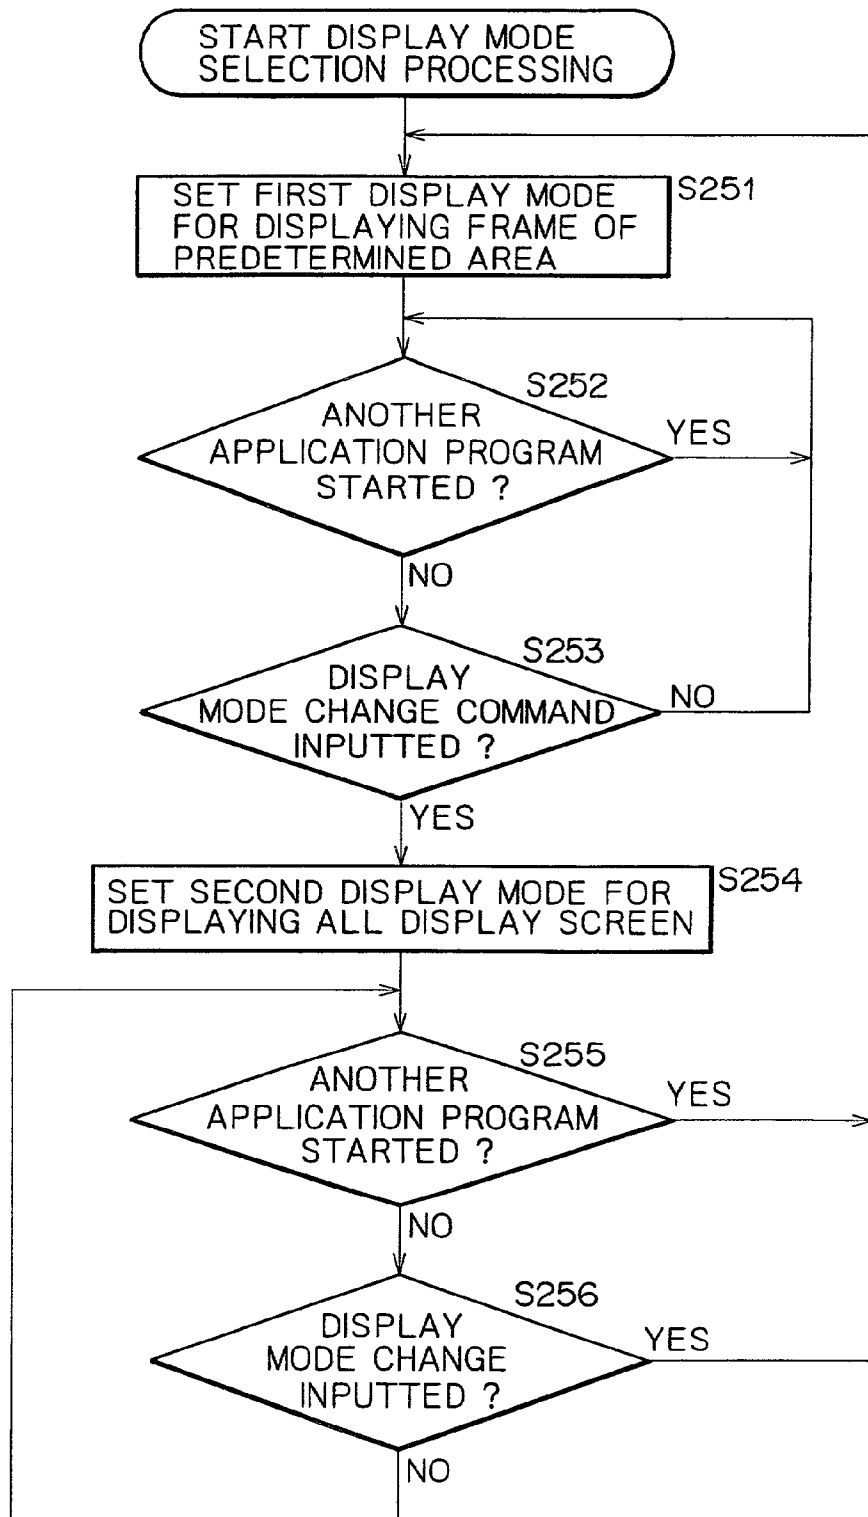 START DISPLAY MODE
SELECTION PROCESSING
S251
SET FIRST DISPLAY MODE
FOR DISPLAYING FRAME OF
PREDETERMINED AREA
S252
ANOTHER
APPLICATION PROGRAM
STARTED ?
YES
NO
S253
DISPLAY
MODE CHANGE COMMAND
INPUTTED ?
NO
YES
S254
SET SECOND DISPLAY MODE FOR
DISPLAYING ALL DISPLAY SCREEN
S255
ANOTHER
APPLICATION PROGRAM
STARTED ?
YES
NO
S256
DISPLAY
MODE CHANGE
INPUTTED ?
YES
NO